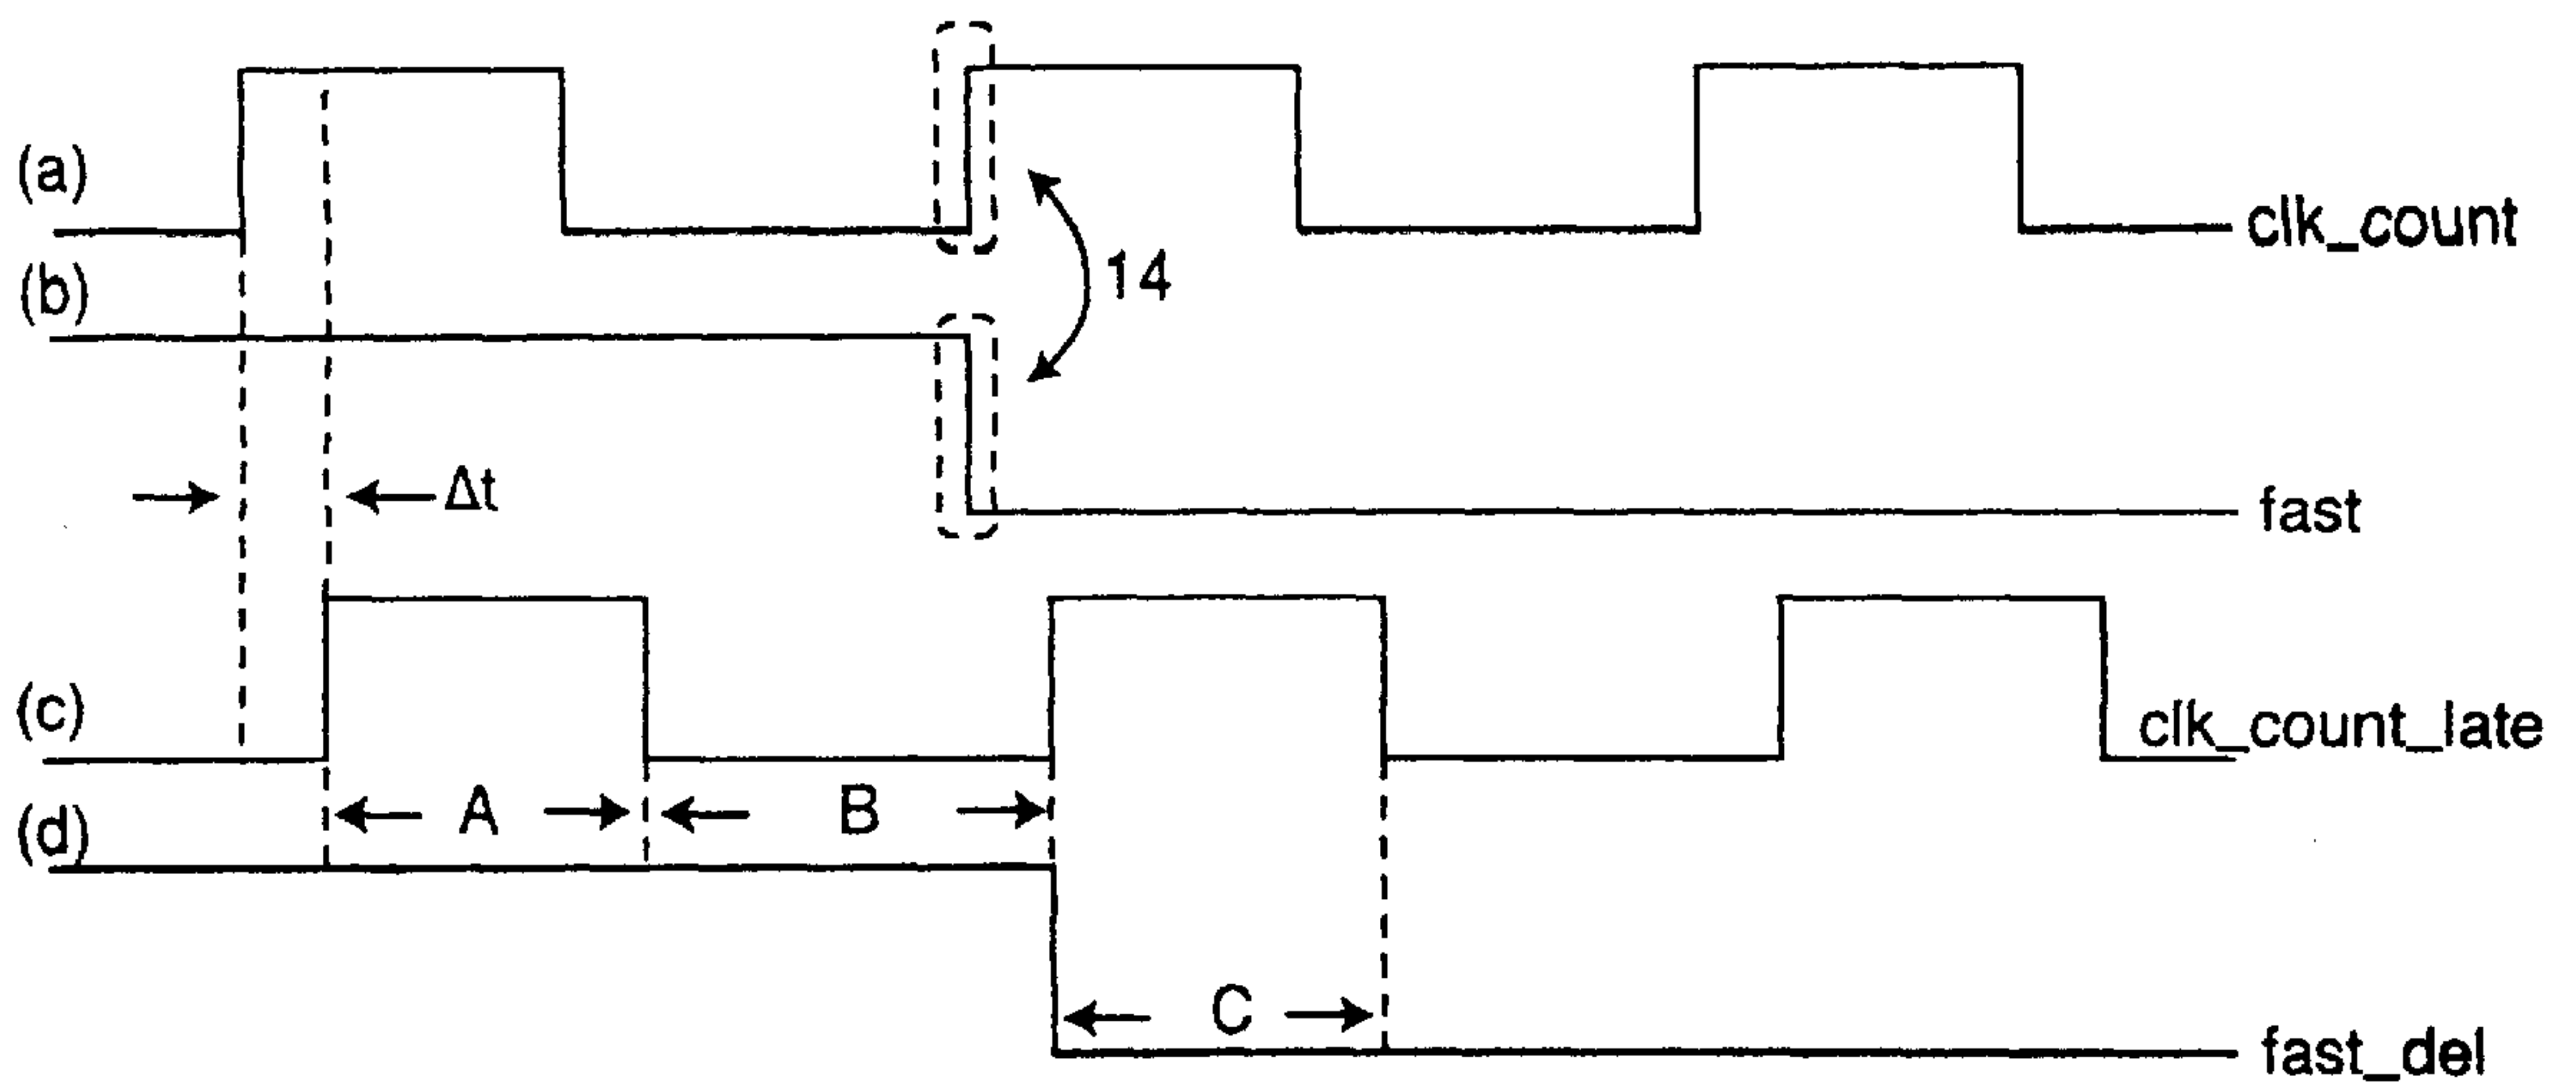 (a)
clk_count
(b)
14
Δt
fast
(c)
clk_count_late
A
B
(d)
C
fast_del